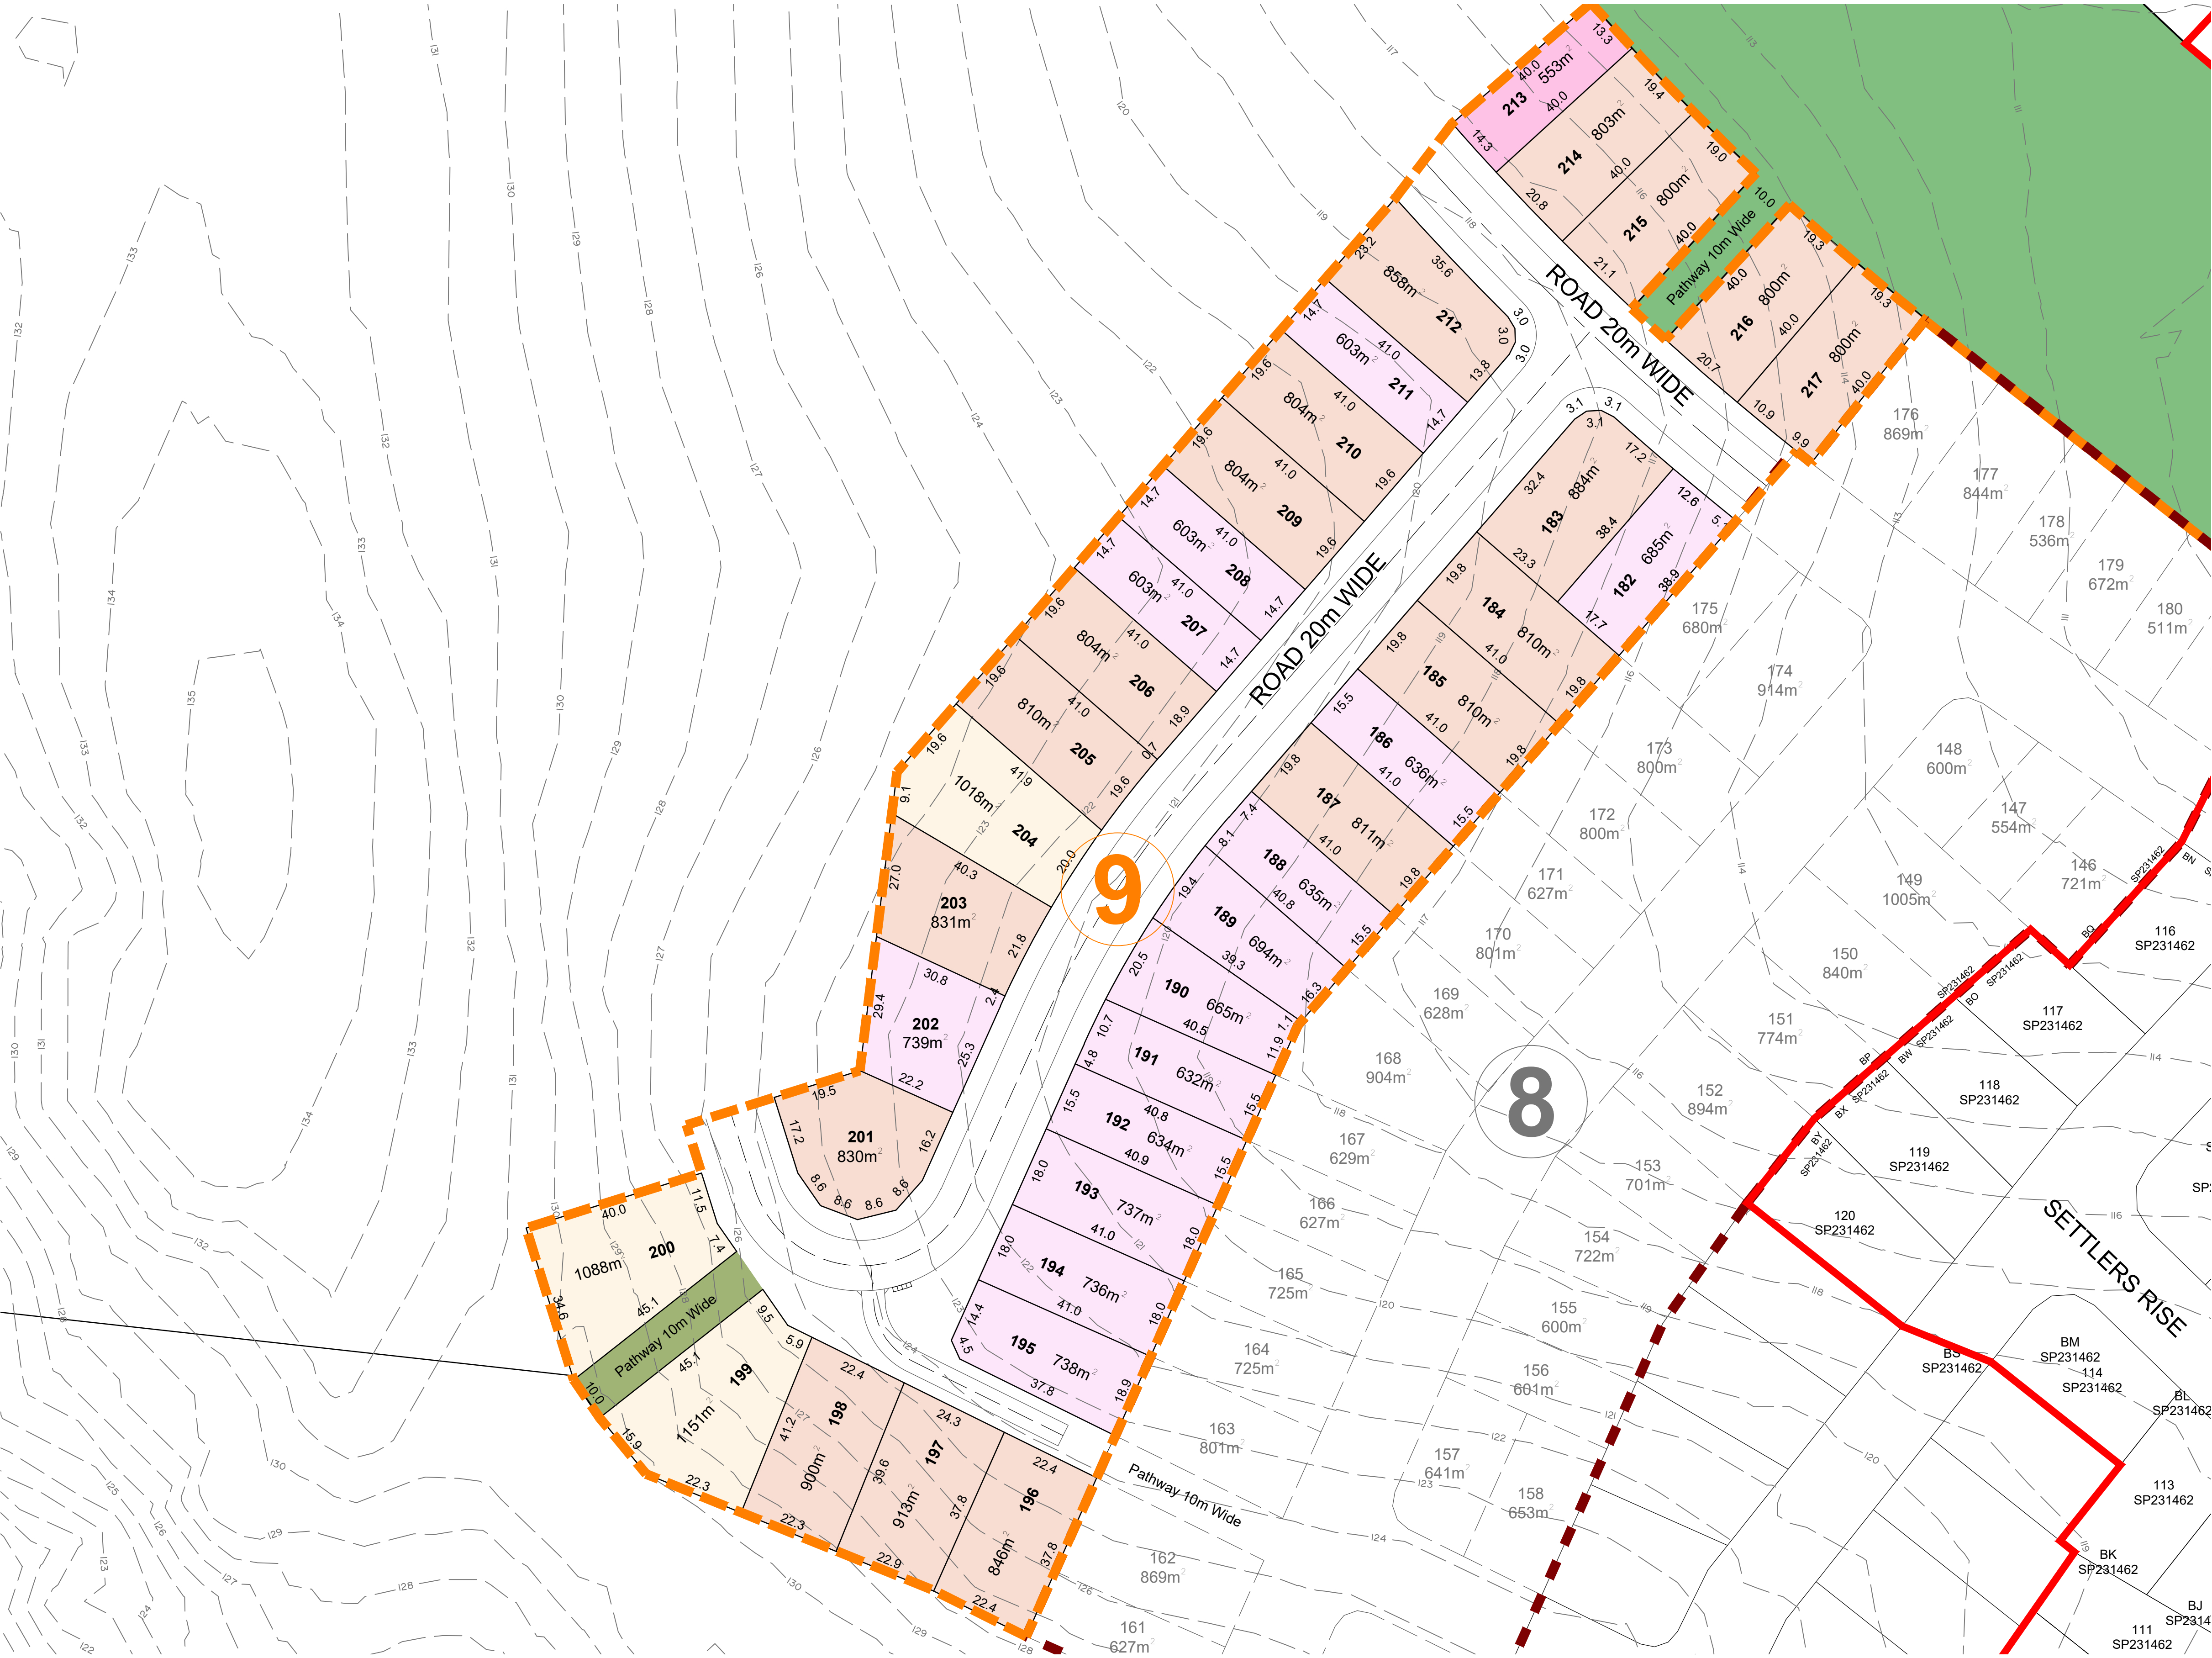 213
553m²
13.3
40.0
40.0
14.3
214
803m²
19.4
40.0
20.8
215
800m²
19.0
40.0
21.1
10.0
Pathway 10m Wide
216
800m²
19.3
40.0
40.0
20.7
217
800m²
19.3
40.0
10.9
9.9
ROAD 20m WIDE
212
858m²
23.2
35.6
3.0
3.0
3.0
13.8
211
603m²
14.7
41.0
14.7
210
804m²
19.6
41.0
19.6
209
804m²
19.6
41.0
19.6
208
603m²
14.7
41.0
14.7
207
603m²
14.7
41.0
14.7
206
804m²
19.6
41.0
18.9
0.7
205
810m²
19.6
41.0
19.6
204
1018m²
19.6
41.9
9.1
20.0
203
831m²
40.3
27.0
21.8
2.4
202
739m²
30.8
29.4
25.3
22.2
201
830m²
19.5
17.2
16.2
8.6
8.6
8.6
8.6
ROAD 20m WIDE
9
183
884m²
3.1
3.1
3.1
17.2
32.4
38.4
23.3
182
685m²
12.6
38.9
17.7
184
810m²
19.8
41.0
19.8
185
810m²
19.8
41.0
19.8
186
636m²
15.5
41.0
15.5
187
811m²
19.8
41.0
19.8
188
635m²
7.4
8.1
40.8
15.5
189
694m²
19.4
39.3
16.3
190
665m²
20.5
40.5
1.1
11.9
191
632m²
10.7
4.8
40.8
15.5
192
634m²
15.5
40.9
15.5
193
737m²
18.0
41.0
18.0
194
736m²
18.0
41.0
18.0
195
738m²
14.4
4.5
37.8
18.9
200
1088m²
40.0
11.5
7.4
34.6
45.1
Pathway 10m Wide
10.0
199
1151m²
45.1
9.5
5.9
15.9
22.3
198
900m²
22.4
41.2
22.3
197
913m²
24.3
39.6
22.9
196
846m²
22.4
37.8
37.8
22.4
Pathway 10m Wide
8
176
869m²
177
844m²
178
536m²
179
672m²
180
511m²
175
680m²
174
914m²
173
800m²
172
800m²
171
627m²
170
801m²
169
628m²
168
904m²
167
629m²
166
627m²
165
725m²
164
725m²
163
801m²
162
869m²
161
627m²
148
600m²
147
554m²
146
721m²
149
1005m²
150
840m²
151
774m²
152
894m²
153
701m²
154
722m²
155
600m²
156
601m²
157
641m²
158
653m²
116
SP231462
117
SP231462
118
SP231462
119
SP231462
120
SP231462
BN
SP231462
BQ
SP231462
BO
SP231462
BP
BW
SP231462
BX
SP231462
BY
SP231462
SETTLERS RISE
BS
SP231462
BM
SP231462
114
SP231462
BL
SP231462
113
SP231462
BK
SP231462
BJ
111
SP231462